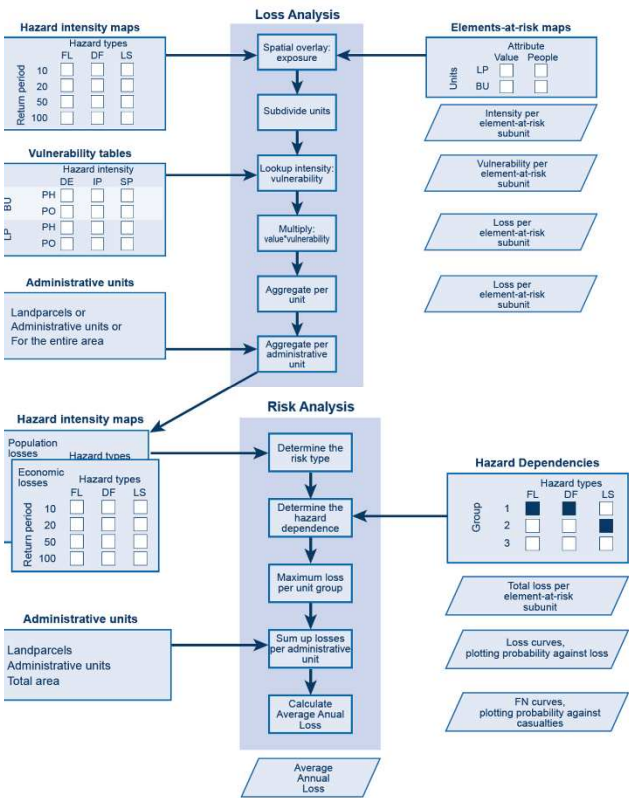 Hazard intensity maps
Hazard types
FL DF LS
Return period
10
20
50
100
Loss Analysis
Spatial overlay:
exposure
Subdivide units
Lookup intensity:
vulnerability
Multiply:
value*vulnerability
Aggregate per
unit
Aggregate per
administrative
unit
Elements-at-risk maps
Attribute
Value People
Units
LP
BU
Intensity per
element-at-risk
subunit
Vulnerability per
element-at-risk
subunit
Loss per
element-at-risk
subunit
Loss per
element-at-risk
subunit
Vulnerability tables
Hazard intensity
DE IP SP
BU
PH
PO
LP
PH
PO
Administrative units
Landparcels or
Administrative units or
For the entire area
Hazard intensity maps
Population
losses
Hazard types
Economic
losses
Hazard types
FL DF LS
Return period
10
20
50
100
Risk Analysis
Determine the
risk type
Determine the
hazard
dependence
Maximum loss
per unit group
Sum up losses
per administrative
unit
Calculate
Average Anual
Loss
Average
Annual
Loss
Hazard Dependencies
Hazard types
FL DF LS
Group
1
2
3
Total loss per
element-at-risk
subunit
Loss curves,
plotting probability against loss
FN curves,
plotting probability against
casualties
Administrative units
Landparcels
Administrative units
Total area